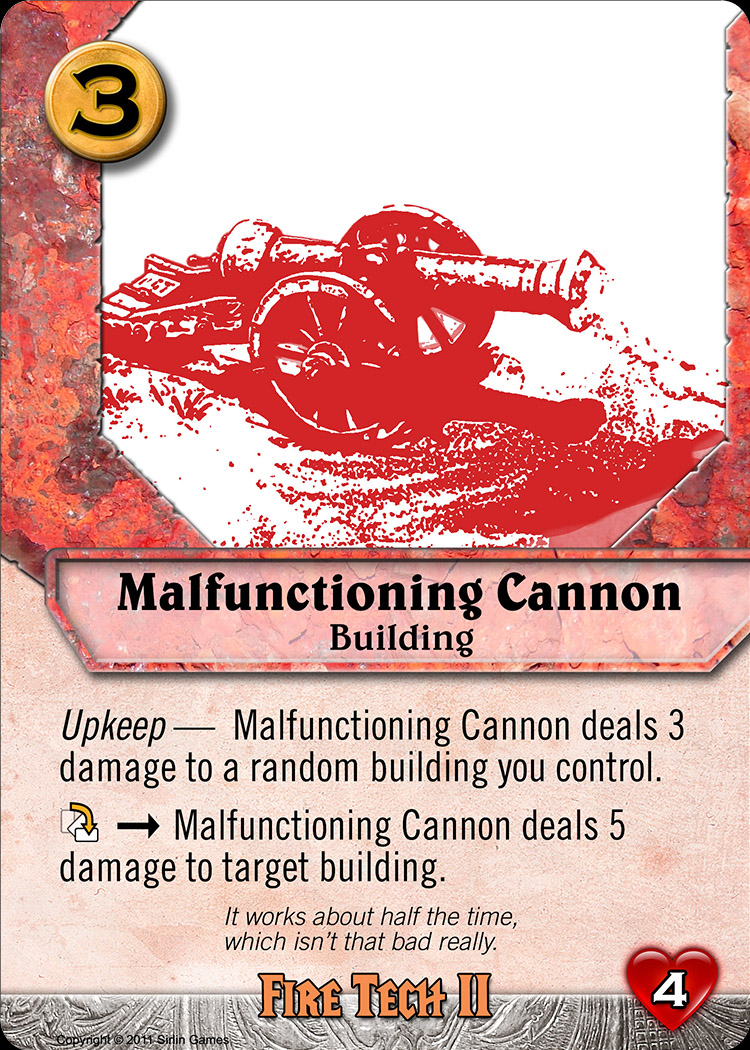 3
Malfunctioning Cannon
Building
Upkeep — Malfunctioning Cannon deals 3
damage to a random building you control.
→ Malfunctioning Cannon deals 5
damage to target building.
It works about half the time,
which isn't that bad really.
Fire Tech II
4
Copyright © 2011 Sirlin Games